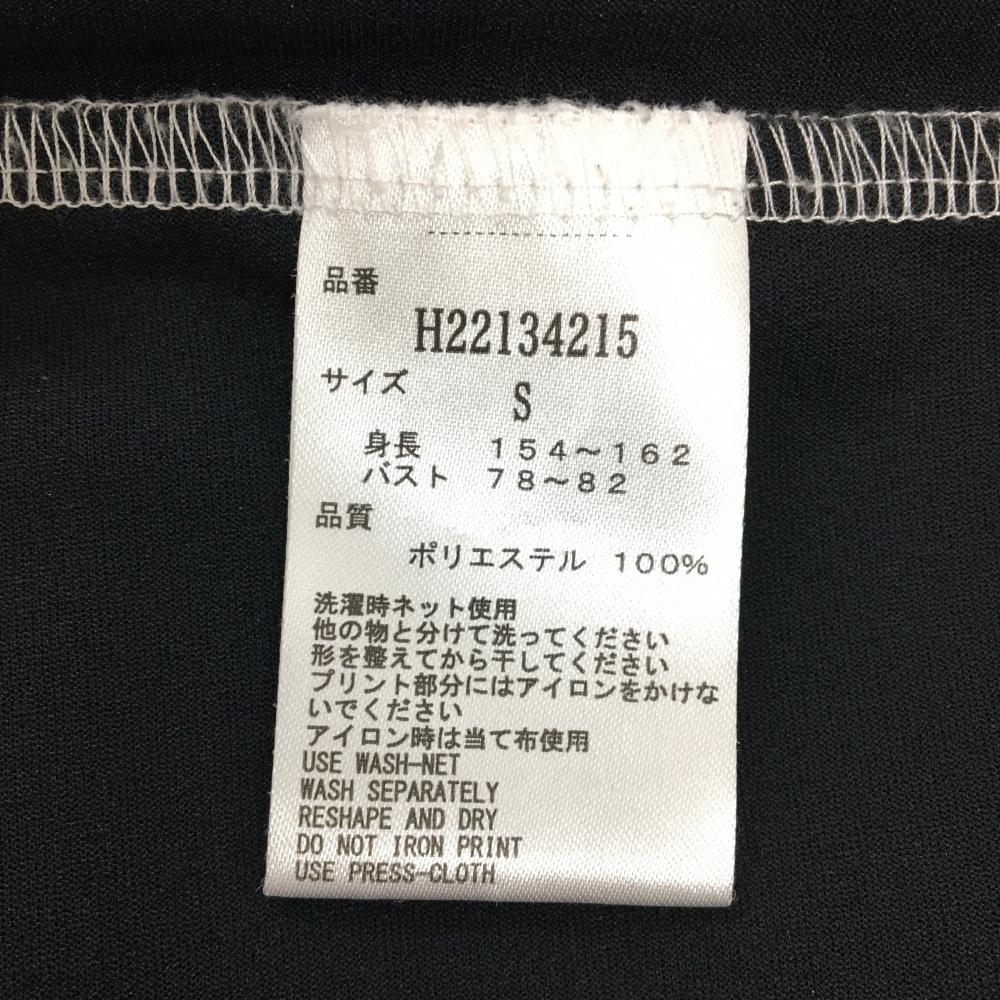 品番
H22134215
サイズ
S
身長 154~162
バスト 78~82
品質
ポリエステル 100%
洗濯時ネット使用
他の物と分けて洗ってください
形を整えてから干してください
プリント部分にはアイロンをかけな
いでください
アイロン時は当て布使用
USE WASH-NET
WASH SEPARATELY
RESHAPE AND DRY
DO NOT IRON PRINT
USE PRESS-CLOTH